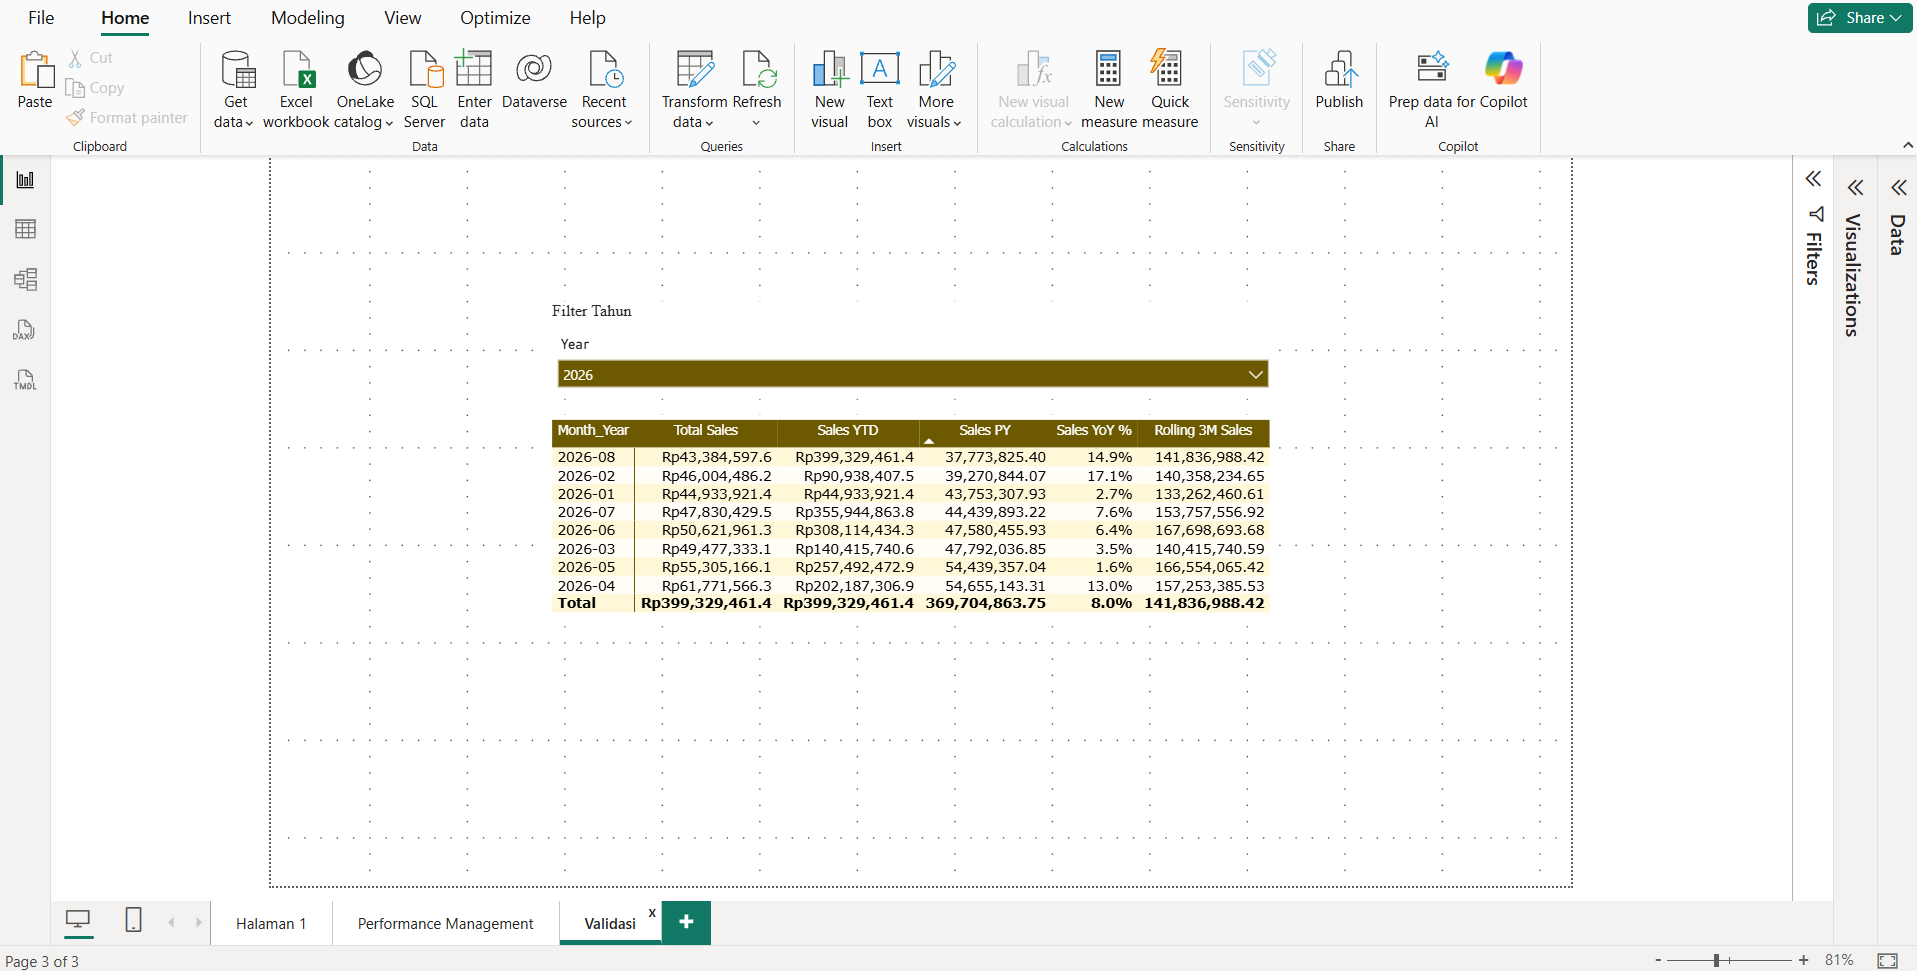 File Home Insert Modeling View Optimize Help Share
Paste
Cut
Copy
Format painter
Clipboard
Get data
Excel workbook
OneLake catalog
SQL Server
Enter data
Dataverse
Recent sources
Data
Transform data
Refresh
Queries
New visual
Text box
More visuals
Insert
New visual calculation
New measure
Quick measure
Calculations
Sensitivity
Sensitivity
Publish
Share
Prep data for AI
Copilot
Copilot
DAX
TMDL
Filter Tahun
Year
2026
Month_Year Total Sales Sales YTD Sales PY Sales YoY % Rolling 3M Sales
2026-08 Rp43,384,597.6 Rp399,329,461.4 37,773,825.40 14.9% 141,836,988.42
2026-02 Rp46,004,486.2 Rp90,938,407.5 39,270,844.07 17.1% 140,358,234.65
2026-01 Rp44,933,921.4 Rp44,933,921.4 43,753,307.93 2.7% 133,262,460.61
2026-07 Rp47,830,429.5 Rp355,944,863.8 44,439,893.22 7.6% 153,757,556.92
2026-06 Rp50,621,961.3 Rp308,114,434.3 47,580,455.93 6.4% 167,698,693.68
2026-03 Rp49,477,333.1 Rp140,415,740.6 47,792,036.85 3.5% 140,415,740.59
2026-05 Rp55,305,166.1 Rp257,492,472.9 54,439,357.04 1.6% 166,554,065.42
2026-04 Rp61,771,566.3 Rp202,187,306.9 54,655,143.31 13.0% 157,253,385.53
Total Rp399,329,461.4 Rp399,329,461.4 369,704,863.75 8.0% 141,836,988.42
Filters
Visualizations
Data
Halaman 1 Performance Management Validasi x +
Page 3 of 3
- + 81%